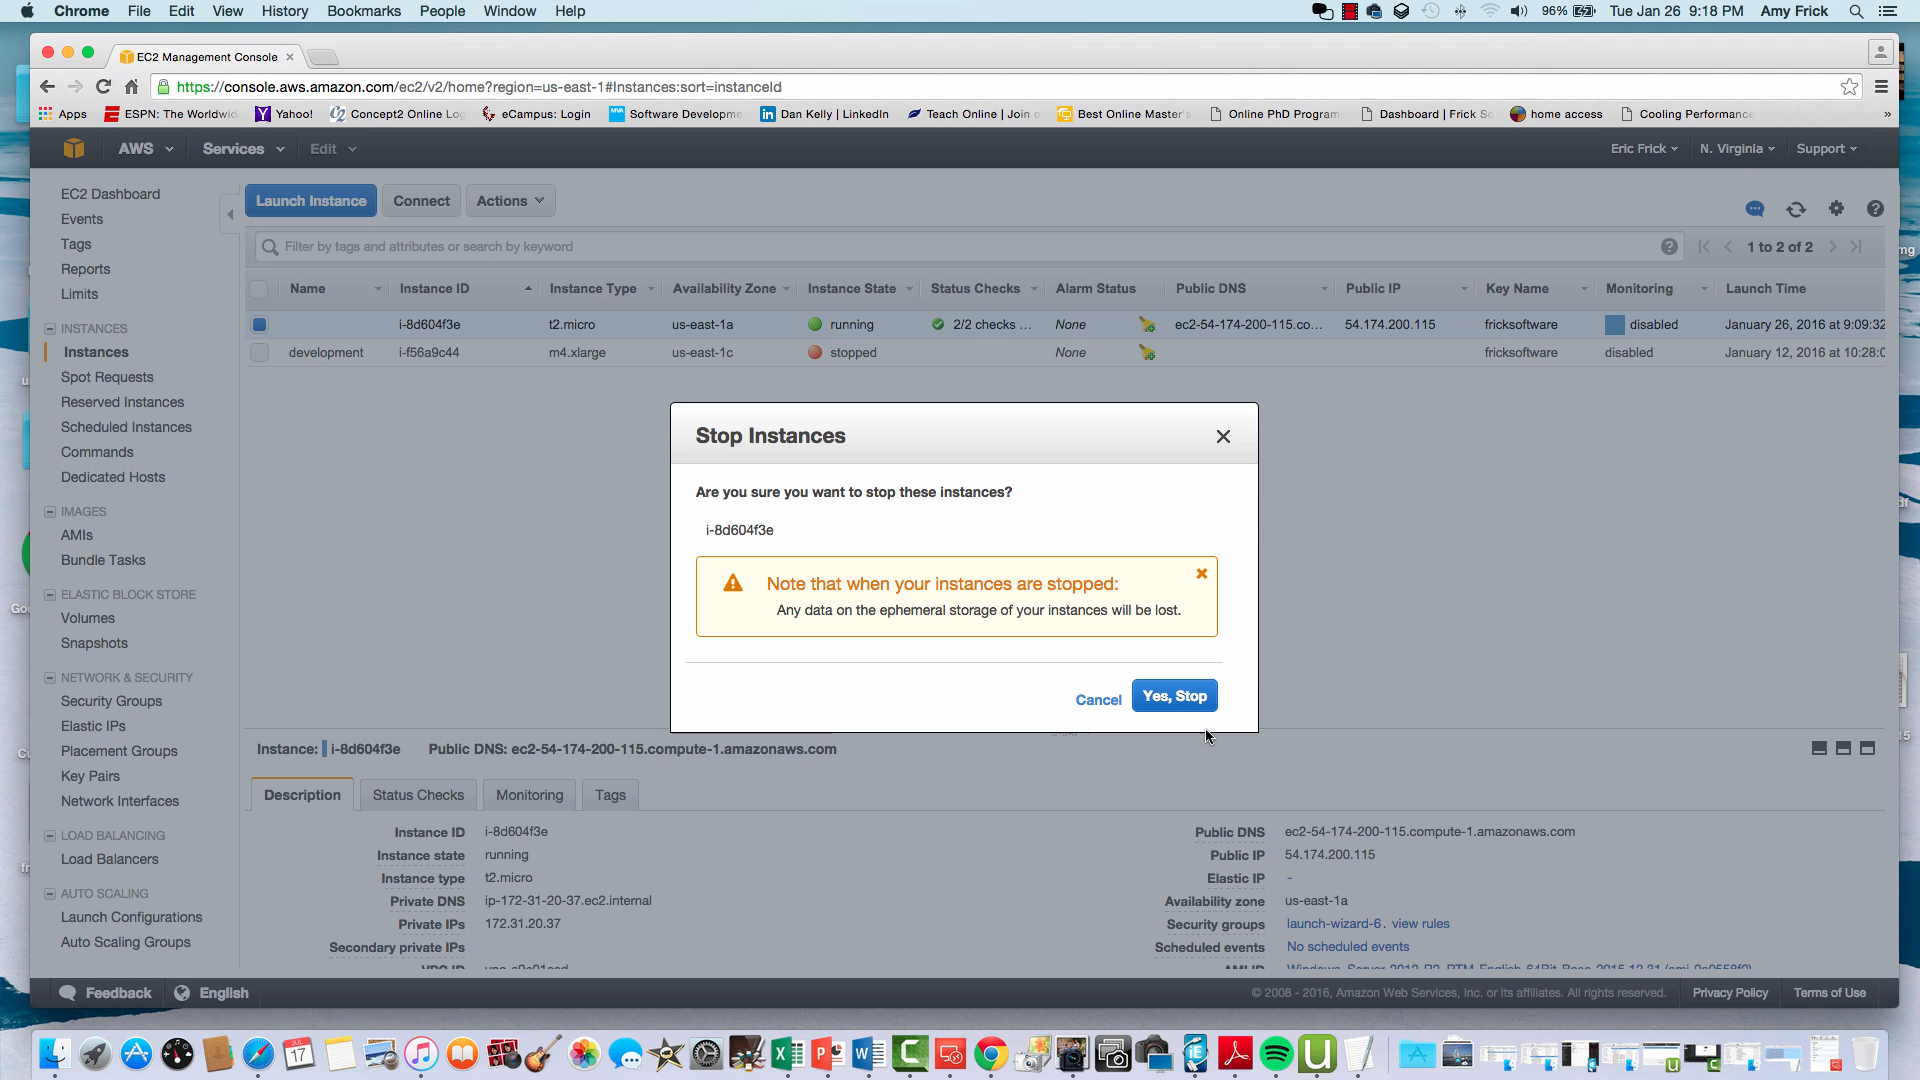 Chrome File Edit View History Bookmarks People Window Help 96% Tue Jan 26 9:18 PM Amy Frick
EC2 Management Console
https://console.aws.amazon.com/ec2/v2/home?region=us-east-1#Instances:sort=instanceId
Apps ESPN: The Worldwid Yahoo! Concept2 Online Log eCampus: Login Software Developme Dan Kelly | LinkedIn Teach Online | Join Best Online Master's Online PhD Program Dashboard | Frick So home access Cooling Performance »
AWS Services Edit Eric Frick N. Virginia Support
EC2 Dashboard
Events
Tags
Reports
Limits
INSTANCES
Instances
Spot Requests
Reserved Instances
Scheduled Instances
Commands
Dedicated Hosts
IMAGES
AMIs
Bundle Tasks
ELASTIC BLOCK STORE
Volumes
Snapshots
NETWORK & SECURITY
Security Groups
Elastic IPs
Placement Groups
Key Pairs
Network Interfaces
LOAD BALANCING
Load Balancers
AUTO SCALING
Launch Configurations
Auto Scaling Groups
Launch Instance Connect Actions
Filter by tags and attributes or search by keyword 1 to 2 of 2
Name Instance ID Instance Type Availability Zone Instance State Status Checks Alarm Status Public DNS Public IP Key Name Monitoring Launch Time
i-8d604f3e t2.micro us-east-1a running 2/2 checks ... None ec2-54-174-200-115.co... 54.174.200.115 fricksoftware disabled January 26, 2016 at 9:09:32
development i-f56a9c44 m4.xlarge us-east-1c stopped None fricksoftware disabled January 12, 2016 at 10:28:0
Stop Instances
Are you sure you want to stop these instances?
i-8d604f3e
Note that when your instances are stopped:
Any data on the ephemeral storage of your instances will be lost.
Cancel Yes, Stop
Instance: i-8d604f3e Public DNS: ec2-54-174-200-115.compute-1.amazonaws.com
Description Status Checks Monitoring Tags
Instance ID i-8d604f3e Public DNS ec2-54-174-200-115.compute-1.amazonaws.com
Instance state running Public IP 54.174.200.115
Instance type t2.micro Elastic IP -
Private DNS ip-172-31-20-37.ec2.internal Availability zone us-east-1a
Private IPs 172.31.20.37 Security groups launch-wizard-6. view rules
Secondary private IPs Scheduled events No scheduled events
Feedback English © 2008 - 2016, Amazon Web Services, Inc. or its affiliates. All rights reserved. Privacy Policy Terms of Use
JUL
17